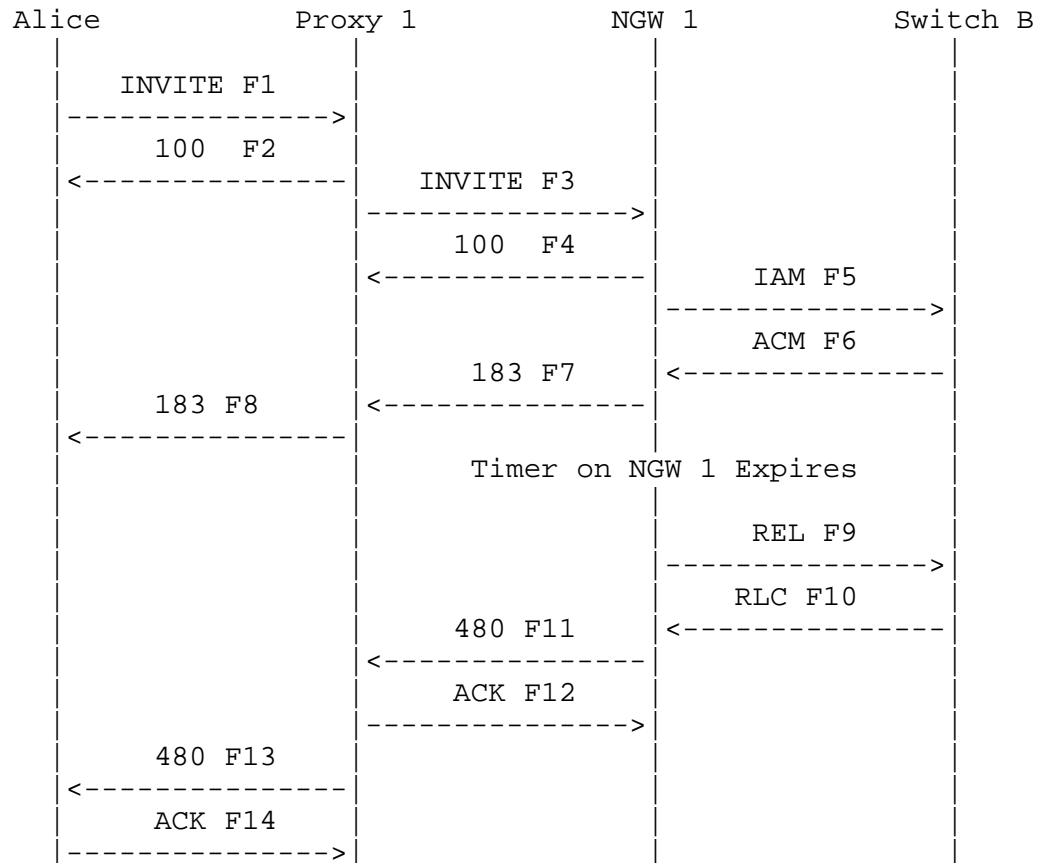 Alice Proxy 1 NGW 1 Switch B
INVITE F1
100 F2
INVITE F3
100 F4
IAM F5
ACM F6
183 F7
183 F8
Timer on NGW 1 Expires
REL F9
RLC F10
480 F11
ACK F12
480 F13
ACK F14